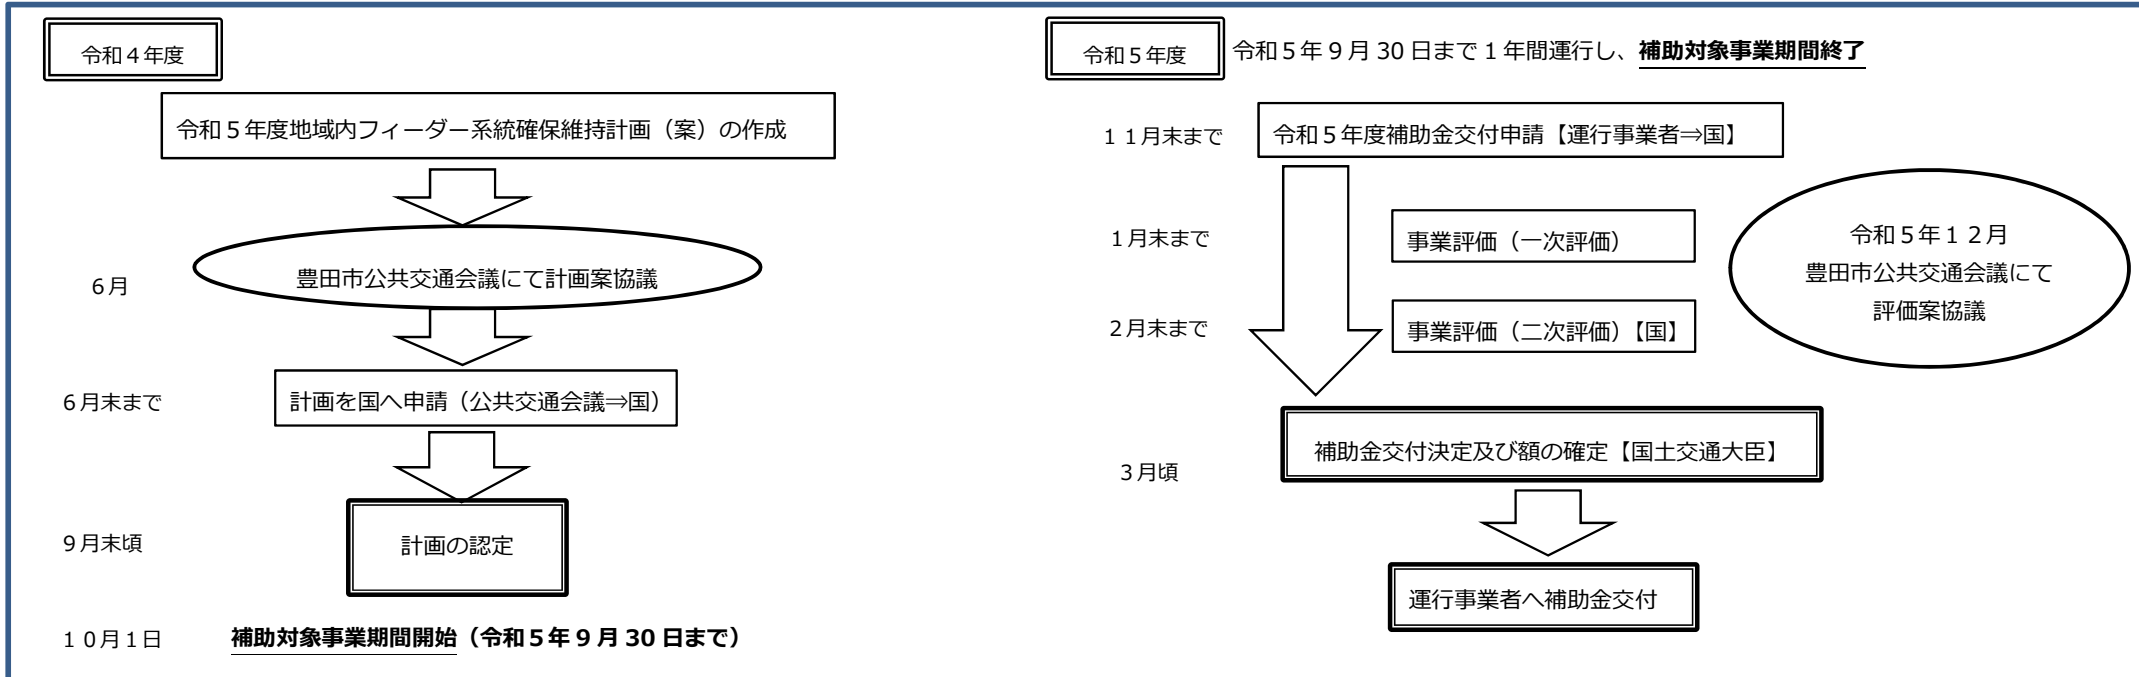 令和４年度
令和５年度地域内フィーダー系統確保維持計画（案）の作成
６月
豊田市公共交通会議にて計画案協議
６月末まで
計画を国へ申請（公共交通会議⇒国）
９月末頃
計画の認定
１０月１日
補助対象事業期間開始（令和５年９月 30 日まで）
令和５年度
令和５年９月 30 日まで１年間運行し、補助対象事業期間終了
１１月末まで
令和５年度補助金交付申請【運行事業者⇒国】
１月末まで
事業評価（一次評価）
２月末まで
事業評価（二次評価）【国】
令和５年１２月
豊田市公共交通会議にて
評価案協議
３月頃
補助金交付決定及び額の確定【国土交通大臣】
運行事業者へ補助金交付